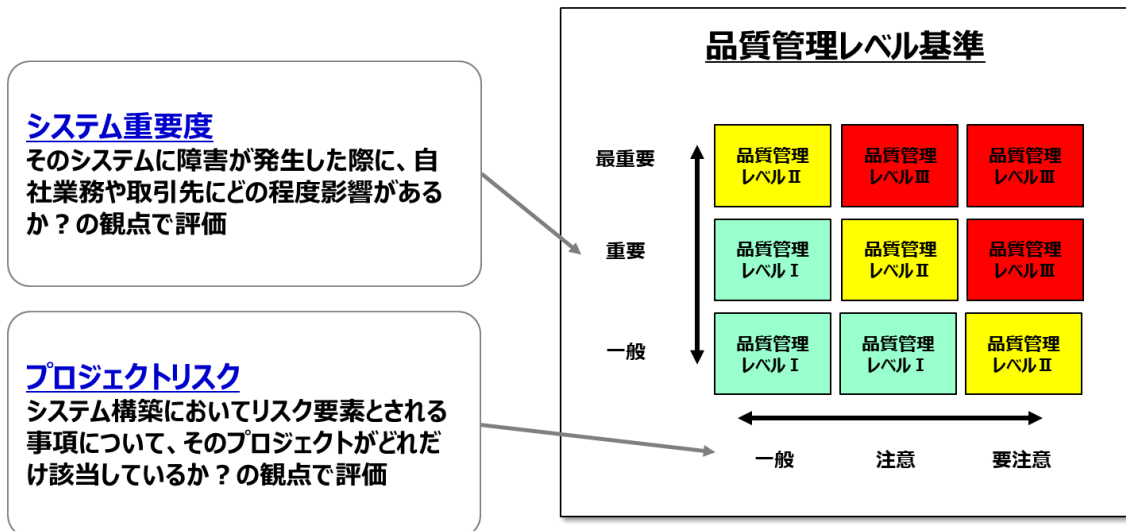 システム重要度
そのシステムに障害が発生した際に、自
社業務や取引先にどの程度影響がある
か？の観点で評価
プロジェクトリスク
システム構築においてリスク要素とされる
事項について、そのプロジェクトがどれだ
け該当しているか？の観点で評価
品質管理レベル基準
最重要
品質管理
レベルⅡ
品質管理
レベルⅢ
品質管理
レベルⅢ
重要
品質管理
レベルⅠ
品質管理
レベルⅡ
品質管理
レベルⅢ
一般
品質管理
レベルⅠ
品質管理
レベルⅠ
品質管理
レベルⅡ
一般
注意
要注意